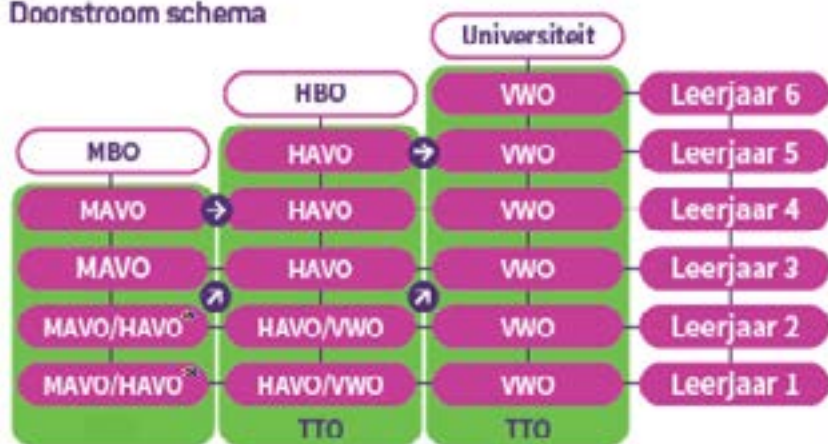 Doorstroom schema
Universiteit
HBO VWO Leerjaar 6
MBO HAVO VWO Leerjaar 5
MAVO HAVO VWO Leerjaar 4
MAVO HAVO VWO Leerjaar 3
MAVO/HAVO HAVO/VWO VWO Leerjaar 2
MAVO/HAVO HAVO/VWO VWO Leerjaar 1
TTO TTO